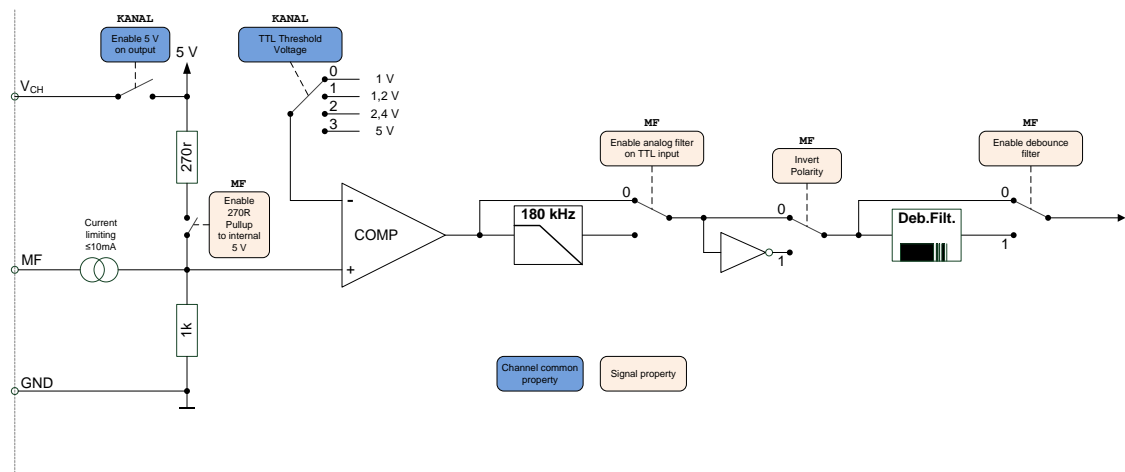 KANAL
Enable 5 V
on output
5 V
VCH
KANAL
TTL Threshold
Voltage
0
1 V
1
1,2 V
2
2,4 V
3
5 V
270r
MF
Enable
270R
Pullup
to internal
5 V
Current
limiting
≤10mA
MF
1k
GND
-
+
COMP
180 kHz
MF
Enable analog filter
on TTL input
0
MF
Invert
Polarity
0
1
Deb.Filt.
MF
Enable debounce
filter
0
1
Channel common
property
Signal property